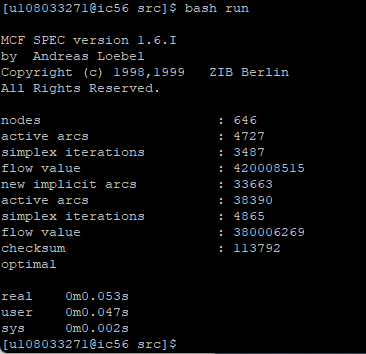 [u108033271@ic56 src]$ bash run
MCF SPEC version 1.6.I
by  Andreas Loebel
Copyright (c) 1998,1999   ZIB Berlin
All Rights Reserved.
nodes                      : 646
active arcs                : 4727
simplex iterations         : 3487
flow value                 : 420008515
new implicit arcs          : 33663
active arcs                : 38390
simplex iterations         : 4865
flow value                 : 380006269
checksum                   : 113792
optimal
real    0m0.053s
user    0m0.047s
sys     0m0.002s
[u108033271@ic56 src]$